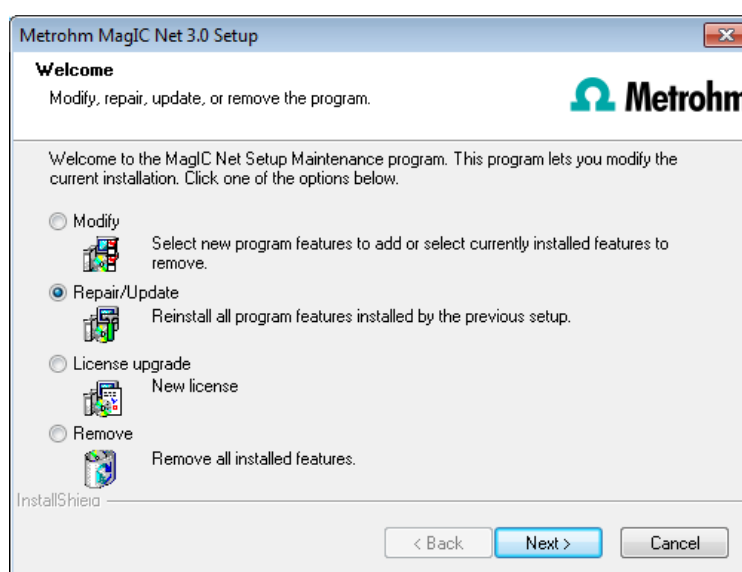 Metrohm MagIC Net 3.0 Setup
Welcome
Modify, repair, update, or remove the program.
Metrohm
Welcome to the MagIC Net Setup Maintenance program. This program lets you modify the
current installation. Click one of the options below.
Modify
Select new program features to add or select currently installed features to
remove.
Repair/Update
Reinstall all program features installed by the previous setup.
License upgrade
New license
Remove
Remove all installed features.
InstallShield
< Back
Next >
Cancel